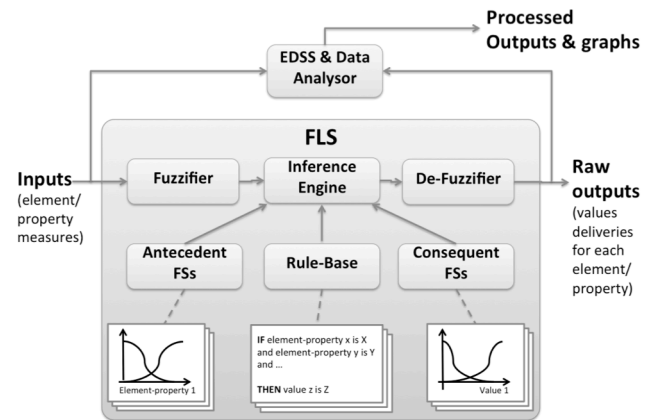 Processed
Outputs & graphs
EDSS & Data
Analysor
FLS
Inputs
(element/
property
measures)
Fuzzifier
Inference
Engine
De-Fuzzifier
Raw
outputs
(values
deliveries
for each
element/
property)
Antecedent
FSs
Rule-Base
Consequent
FSs
Element-property 1
IF element-property x is X
and element-property y is Y
and ...
THEN value z is Z
Value 1